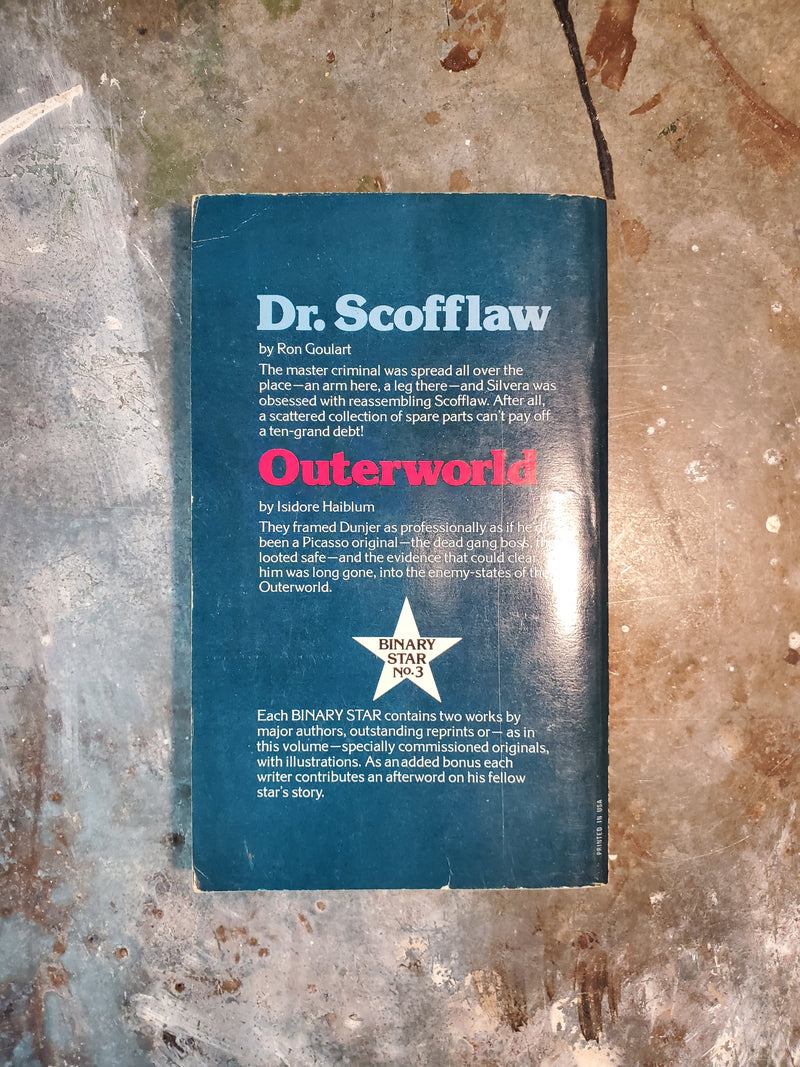 Dr. Scofflaw
by Ron Goulart
The master criminal was spread all over the
place—an arm here, a leg there—and Silvera was
obsessed with reassembling Scofflaw. After all,
a scattered collection of spare parts can't pay off
a ten-grand debt!
Outerworld
by Isidore Haiblum
They framed Dunjer as professionally as if he'd
been a Picasso original—the dead gang boss, the
looted safe—and the evidence that could clear
him was long gone, into the enemy-states of the
Outerworld.
BINARY
STAR
No. 3
Each BINARY STAR contains two works by
major authors, outstanding reprints or—as in
this volume—specially commissioned originals,
with illustrations. As an added bonus each
writer contributes an afterword on his fellow
star's story.
PRINTED IN USA